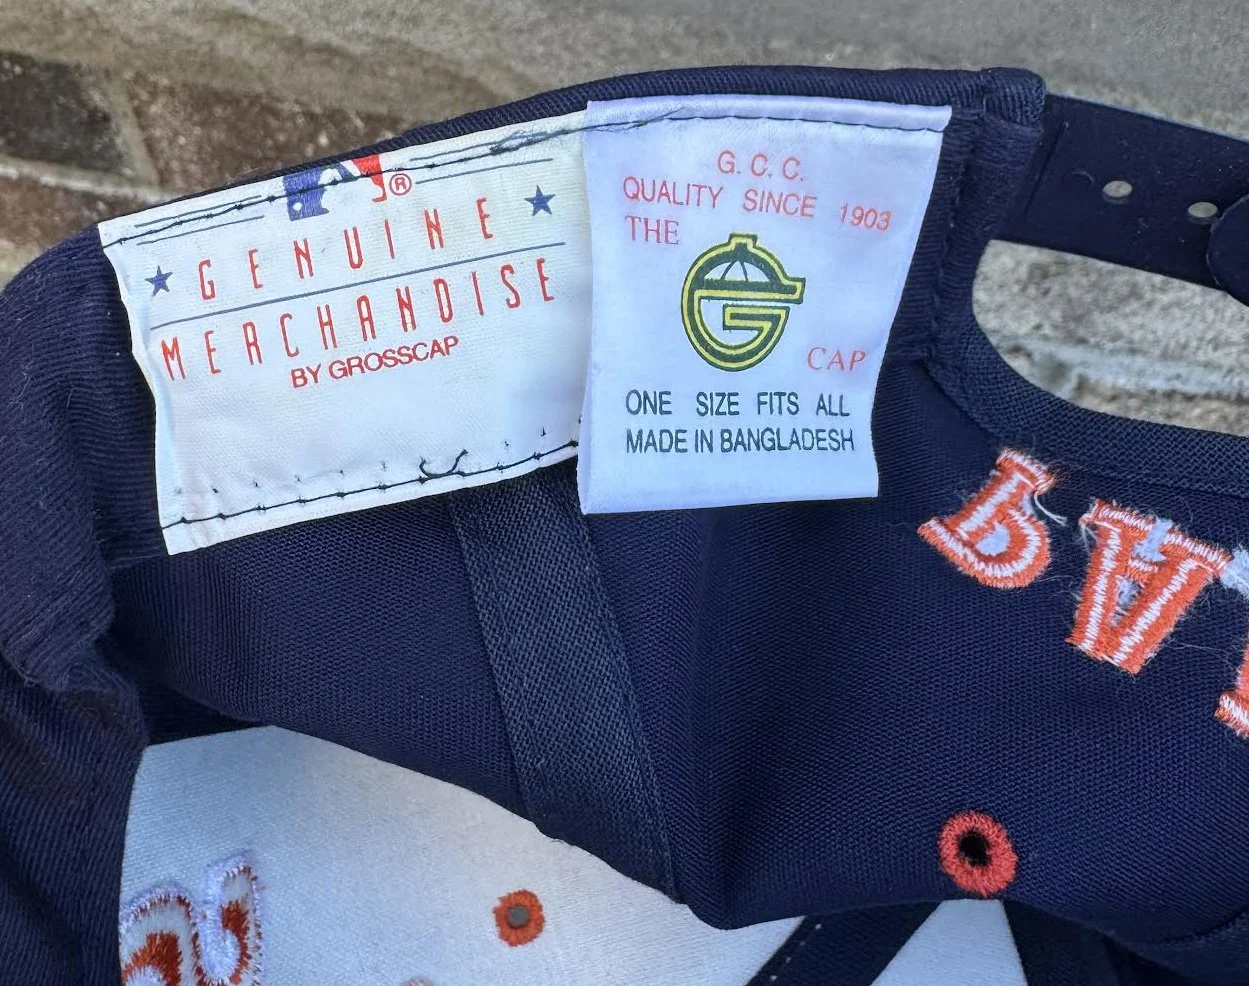 ®
GENUINE
MERCHANDISE
BY GROSSCAP
G. C. C.
QUALITY SINCE 1903
THE
G
CAP
ONE SIZE FITS ALL
MADE IN BANGLADESH